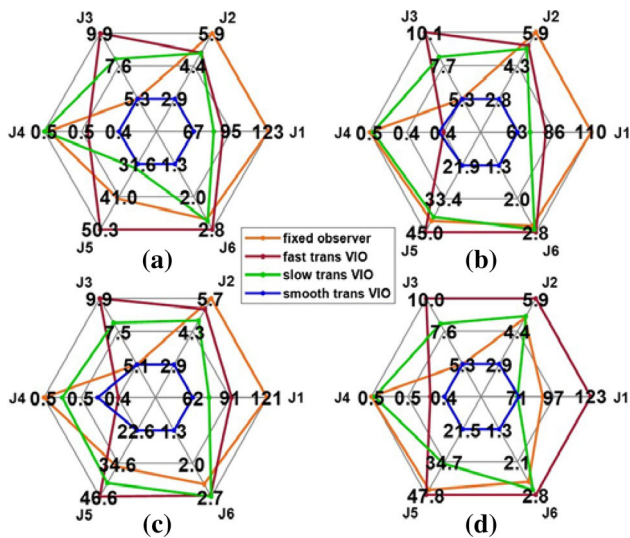 J3 J2
9.9 5.9
7.6 4.4
5.3 2.9
J4 0.5 0.5 0.4 67 95 123 J1
31.6 1.3
41.0 2.0
50.3 2.8
J5 (a) J6
J3 J2
10.1 5.9
7.7 4.3
5.3 2.8
J4 0.5 0.4 0.4 63 86 110 J1
21.9 1.3
33.4 2.0
45.0 2.8
J5 (b) J6
fixed observer
fast trans VIO
slow trans VIO
smooth trans VIO
J3 J2
9.9 5.7
7.5 4.3
5.1 2.9
J4 0.5 0.5 0.4 62 91 121 J1
22.6 1.3
34.6 2.0
46.6 2.7
J5 (c) J6
J3 J2
10.0 5.9
7.6 4.4
5.3 2.9
J4 0.5 0.5 0.4 71 97 123 J1
21.5 1.3
34.7 2.1
47.8 2.8
J5 (d) J6